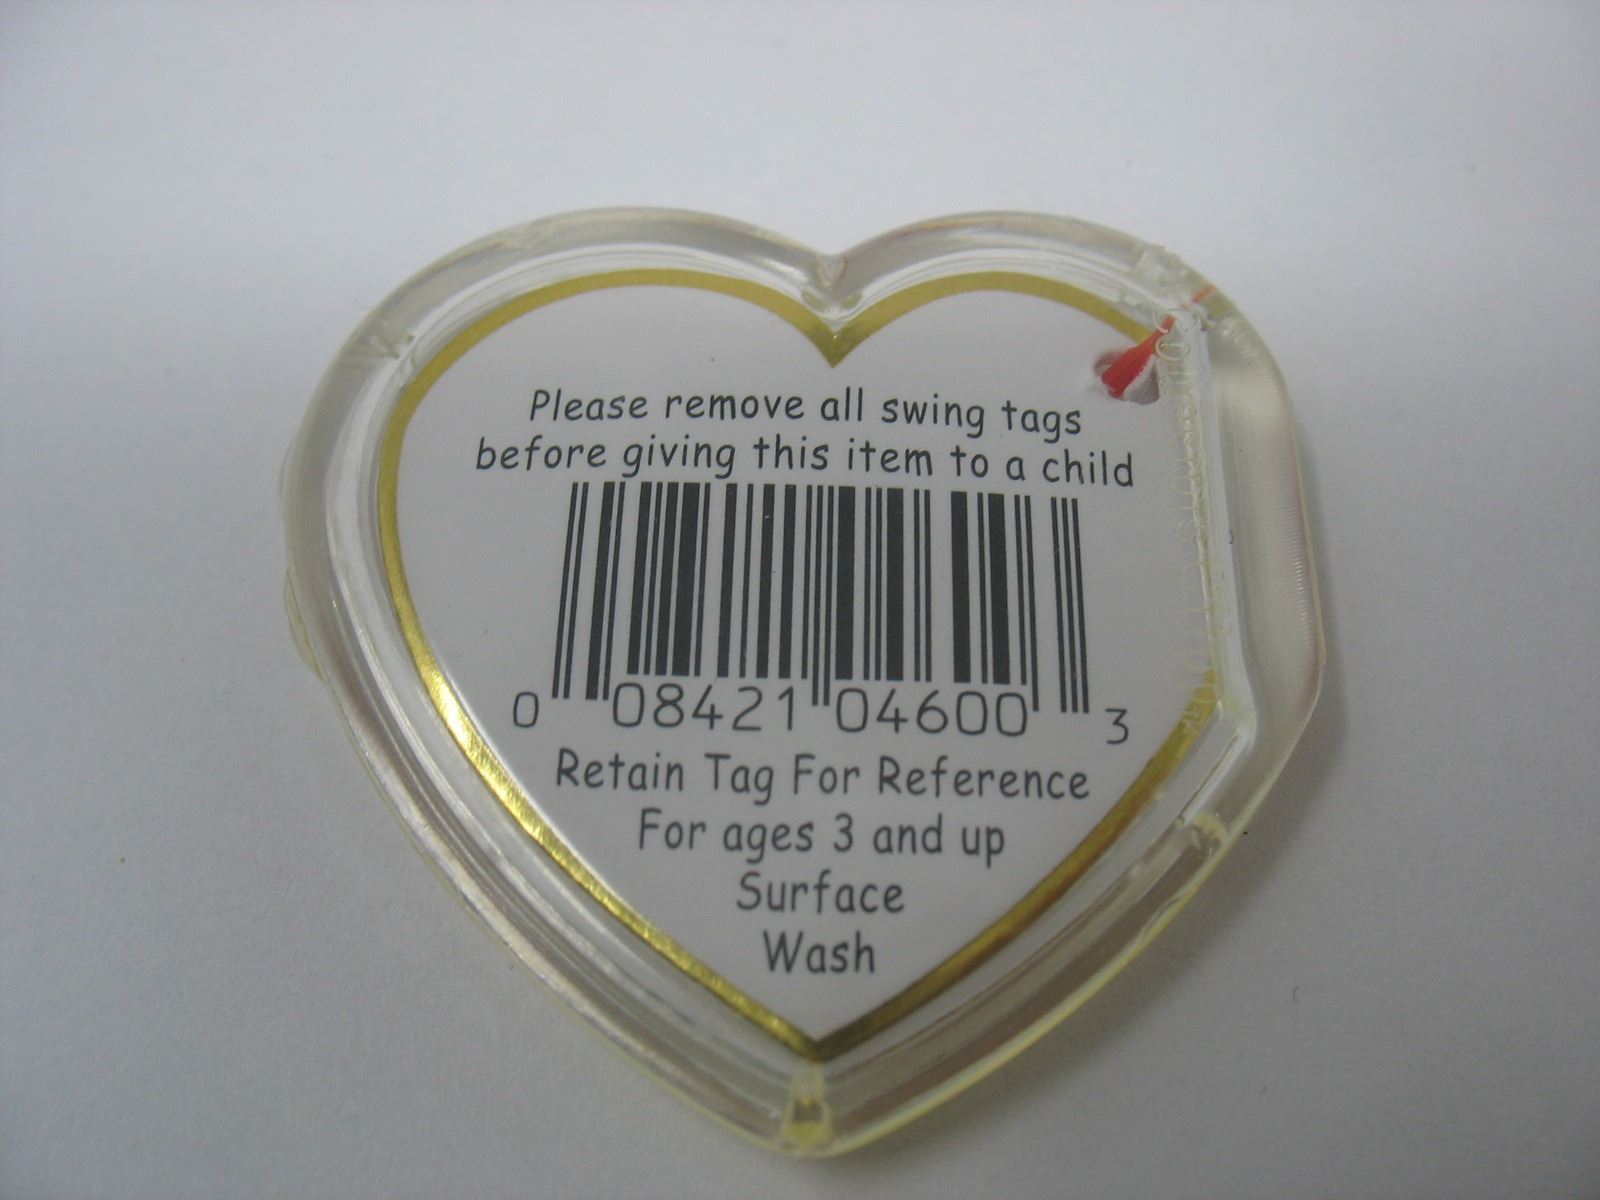 Please remove all swing tags
before giving this item to a child
0 08421 04600 3
Retain Tag For Reference
For ages 3 and up
Surface
Wash